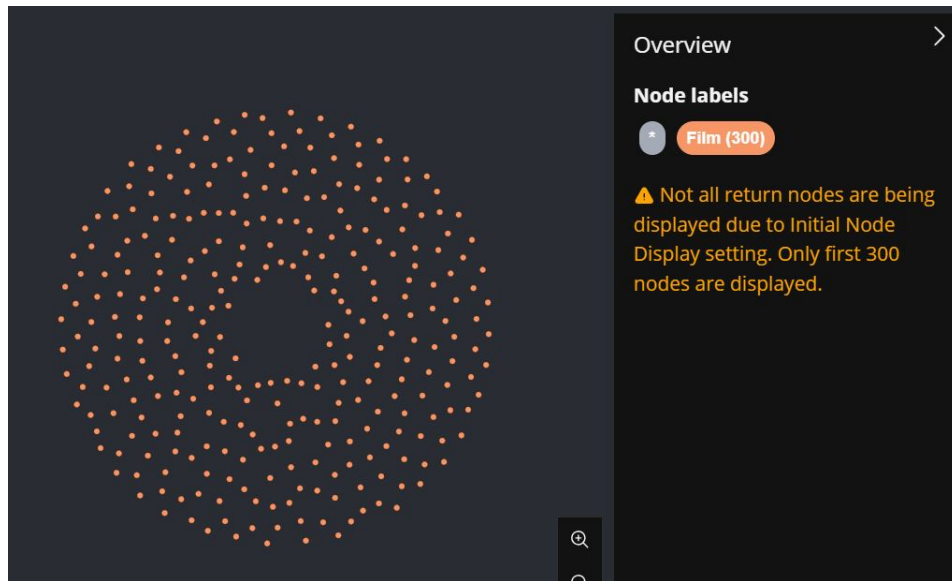 Overview
Node labels
* Film (300)
⚠ Not all return nodes are being
displayed due to Initial Node
Display setting. Only first 300
nodes are displayed.